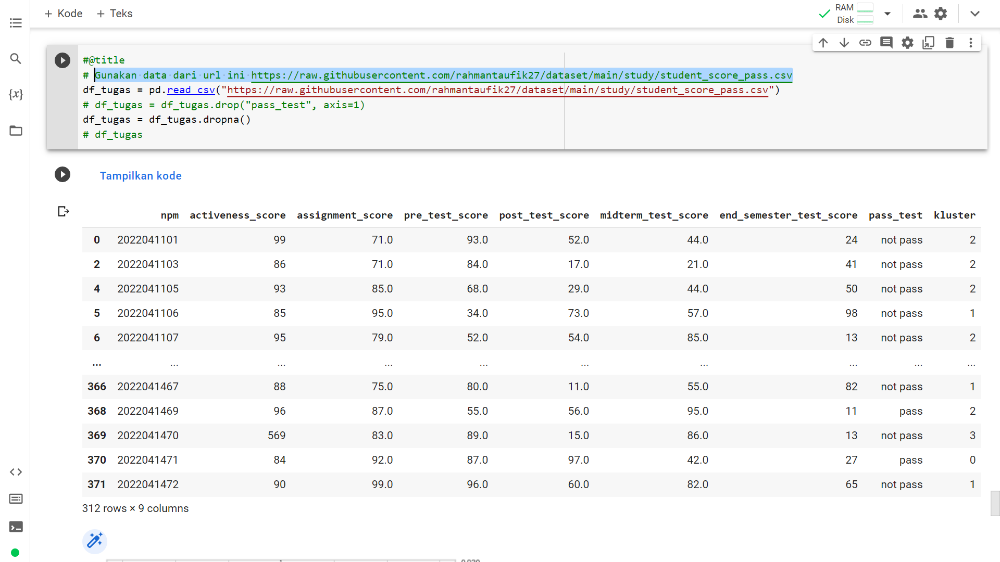 + Kode + Teks
RAM
Disk
#@title
# Gunakan data dari url ini https://raw.githubusercontent.com/rahmantaufik27/dataset/main/study/student_score_pass.csv
df_tugas = pd.read_csv("https://raw.githubusercontent.com/rahmantaufik27/dataset/main/study/student_score_pass.csv")
# df_tugas = df_tugas.drop("pass_test", axis=1)
df_tugas = df_tugas.dropna()
# df_tugas
{x}
Tampilkan kode
npm activeness_score assignment_score pre_test_score post_test_score midterm_test_score end_semester_test_score pass_test kluster
0 2022041101 99 71.0 93.0 52.0 44.0 24 not pass 2
2 2022041103 86 71.0 84.0 17.0 21.0 41 not pass 2
4 2022041105 93 85.0 68.0 29.0 44.0 50 not pass 2
5 2022041106 85 95.0 34.0 73.0 57.0 98 not pass 1
6 2022041107 95 79.0 52.0 54.0 85.0 13 not pass 2
... ... ... ... ... ... ... ... ... ...
366 2022041467 88 75.0 80.0 11.0 55.0 82 not pass 1
368 2022041469 96 87.0 55.0 56.0 95.0 11 pass 2
369 2022041470 569 83.0 89.0 15.0 86.0 13 not pass 3
370 2022041471 84 92.0 87.0 97.0 42.0 27 pass 0
371 2022041472 90 99.0 96.0 60.0 82.0 65 not pass 1
312 rows × 9 columns